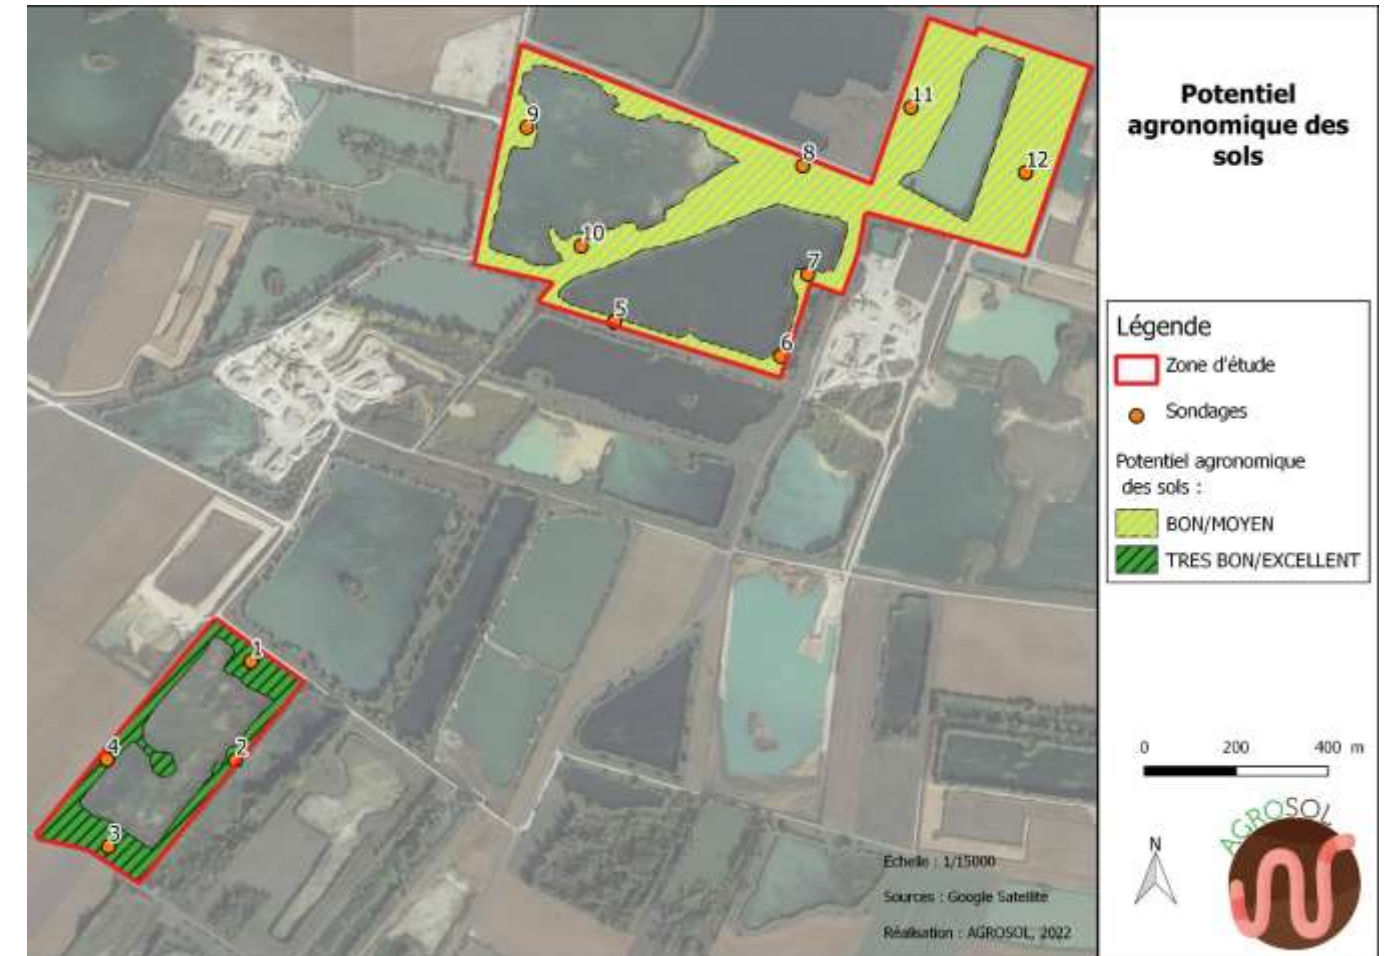 Potentiel
agronomique des
sols
9
11
8
12
10
7
5
6
1
4
2
3
Légende
Zone d'étude
Sondages
Potentiel agronomique
des sols :
BON/MOYEN
TRES BON/EXCELLENT
0 200 400 m
N
AGROSOL
Echelle : 1/15000
Sources : Google Satellite
Réalisation : AGROSOL, 2022